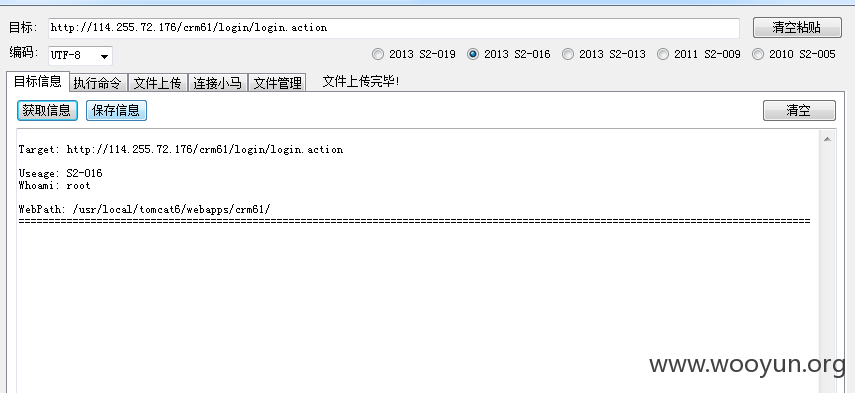 目标: http://114.255.72.176/crm61/login/login.action 清空粘贴
编码: UTF-8 2013 S2-019 2013 S2-016 2013 S2-013 2011 S2-009 2010 S2-005
目标信息 执行命令 文件上传 连接小马 文件管理 文件上传完毕!
获取信息 保存信息 清空
Target: http://114.255.72.176/crm61/login/login.action
Useage: S2-016
Whoami: root
WebPath: /usr/local/tomcat6/webapps/crm61/
www.wooyun.org